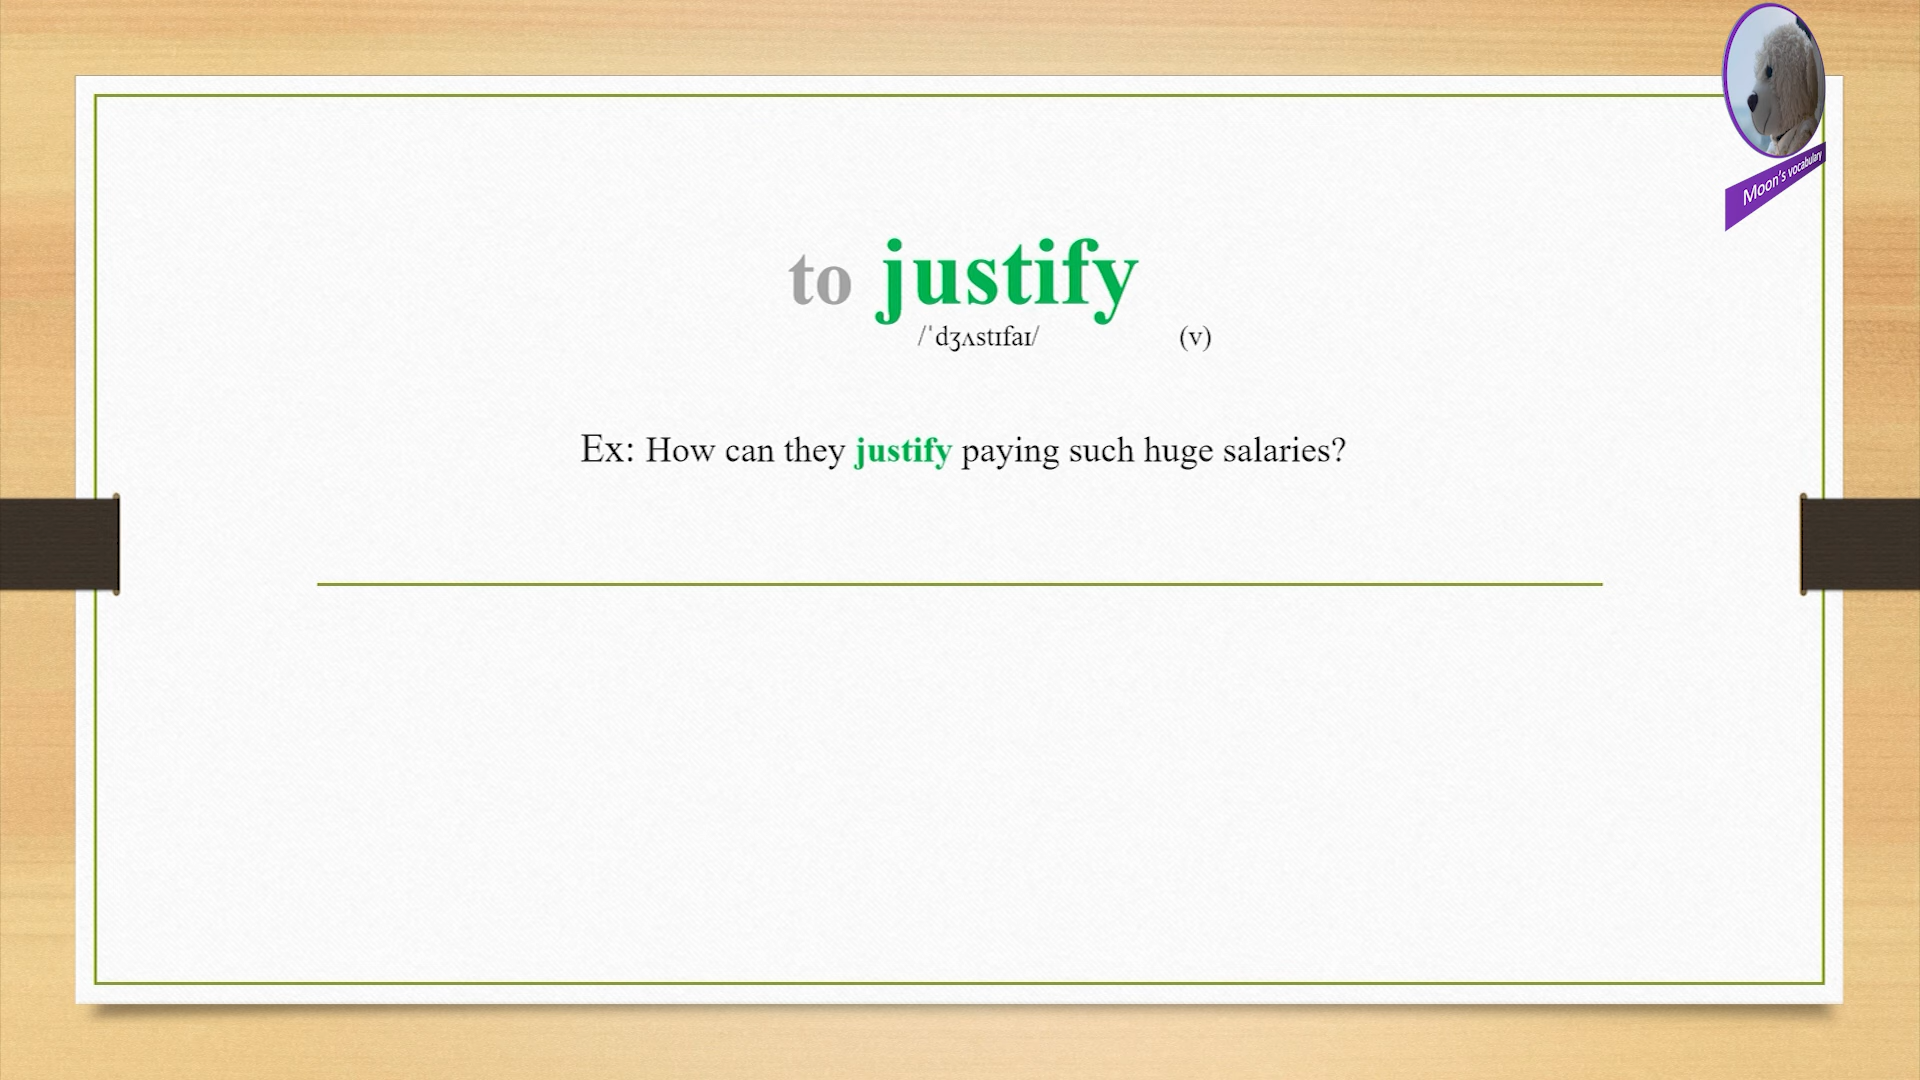 Moon's vocabulary
to justify
/ˈdʒʌstɪfaɪ/ (v)
Ex: How can they justify paying such huge salaries?